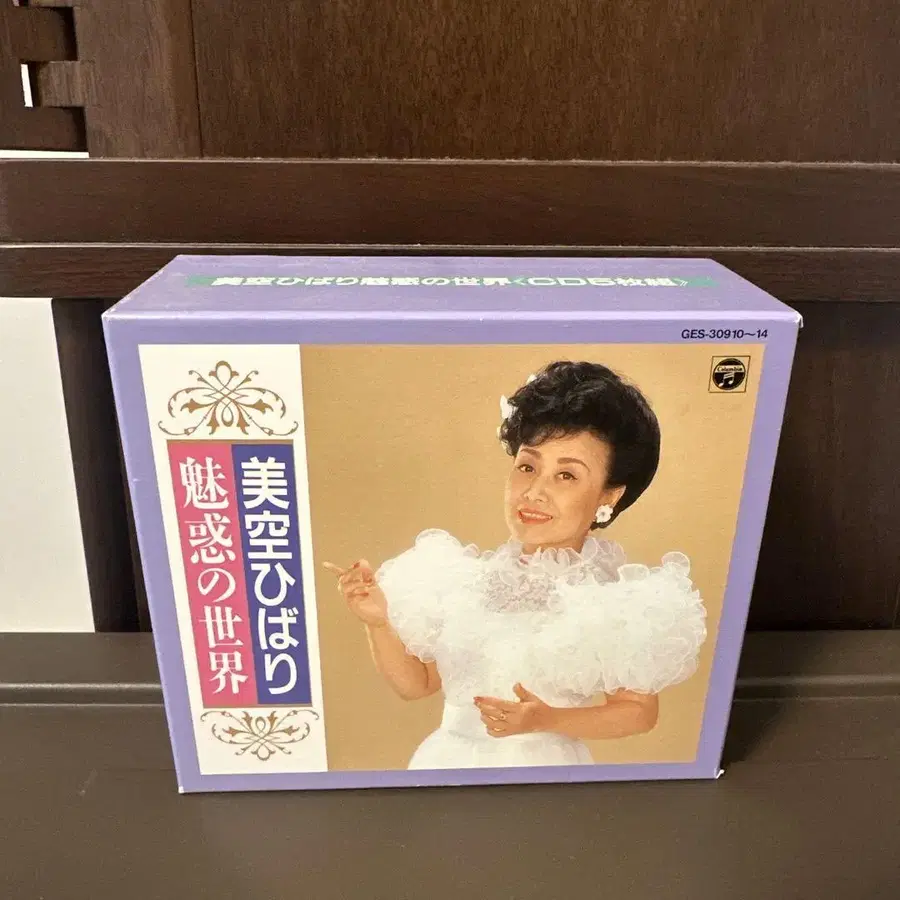 美空ひばり魅惑の世界〈CD5枚組〉
GES-30910〜14
Columbia
美空ひばり
魅惑の世界